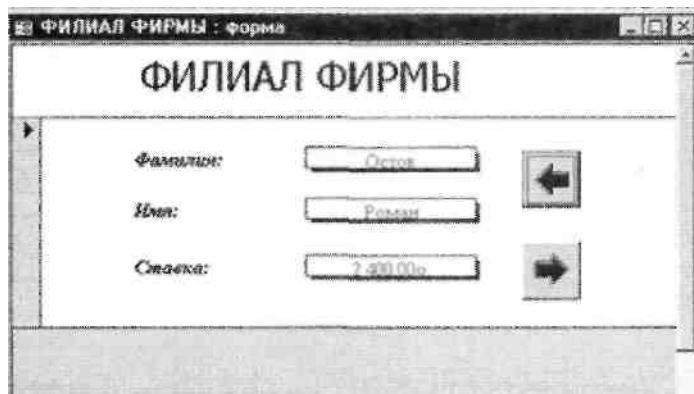 ФИЛИАЛ ФИРМЫ : форма
ФИЛИАЛ ФИРМЫ
Фамилия: Остов
Имя: Роман
Ставка: 2 400,00р